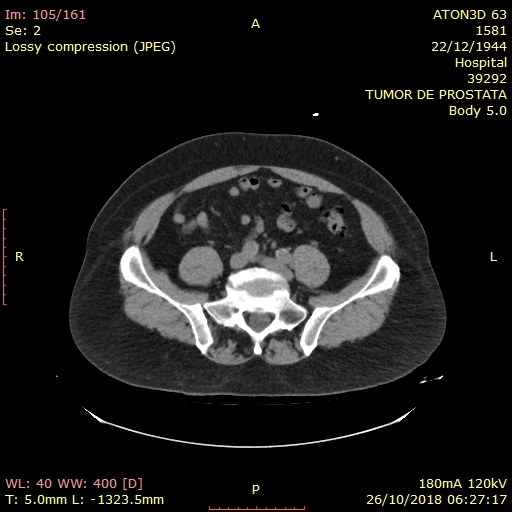 Im: 105/161
Se: 2
Lossy compression (JPEG)
A
ATON3D 63
1581
22/12/1944
Hospital
39292
TUMOR DE PROSTATA
Body 5.0
R
L
WL: 40 WW: 400 [D]
T: 5.0mm L: -1323.5mm
P
180mA 120kV
26/10/2018 06:27:17